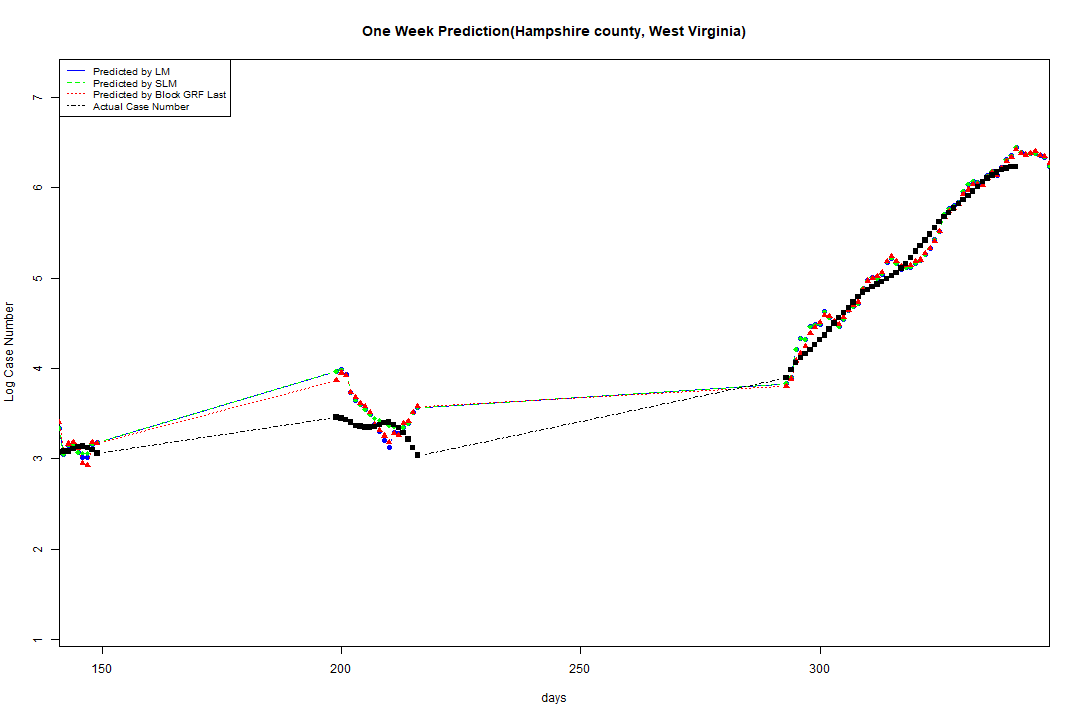 One Week Prediction(Hampshire county, West Virginia)
Predicted by LM
Predicted by SLM
Predicted by Block GRF Last
Actual Case Number
7
6
5
4
3
2
1
Log Case Number
150 200 250 300
days